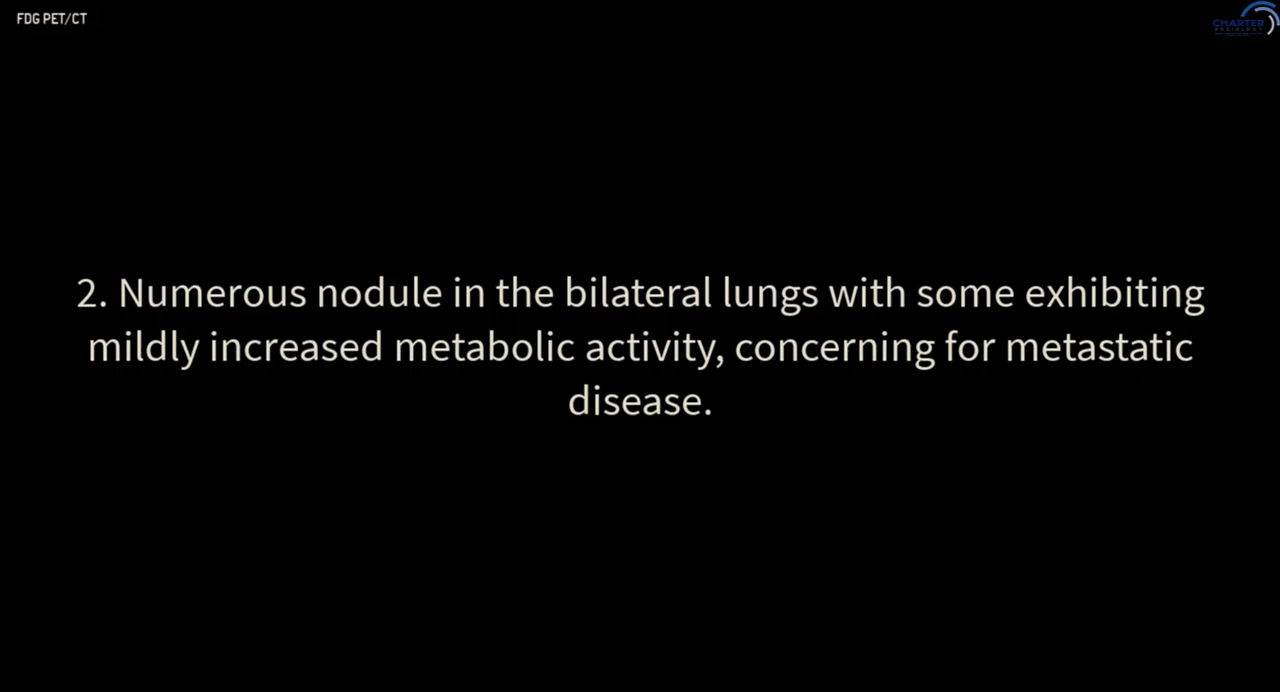 FDG PET/CT
CHARTER
RADIOLOGY
2. Numerous nodule in the bilateral lungs with some exhibiting
mildly increased metabolic activity, concerning for metastatic
disease.